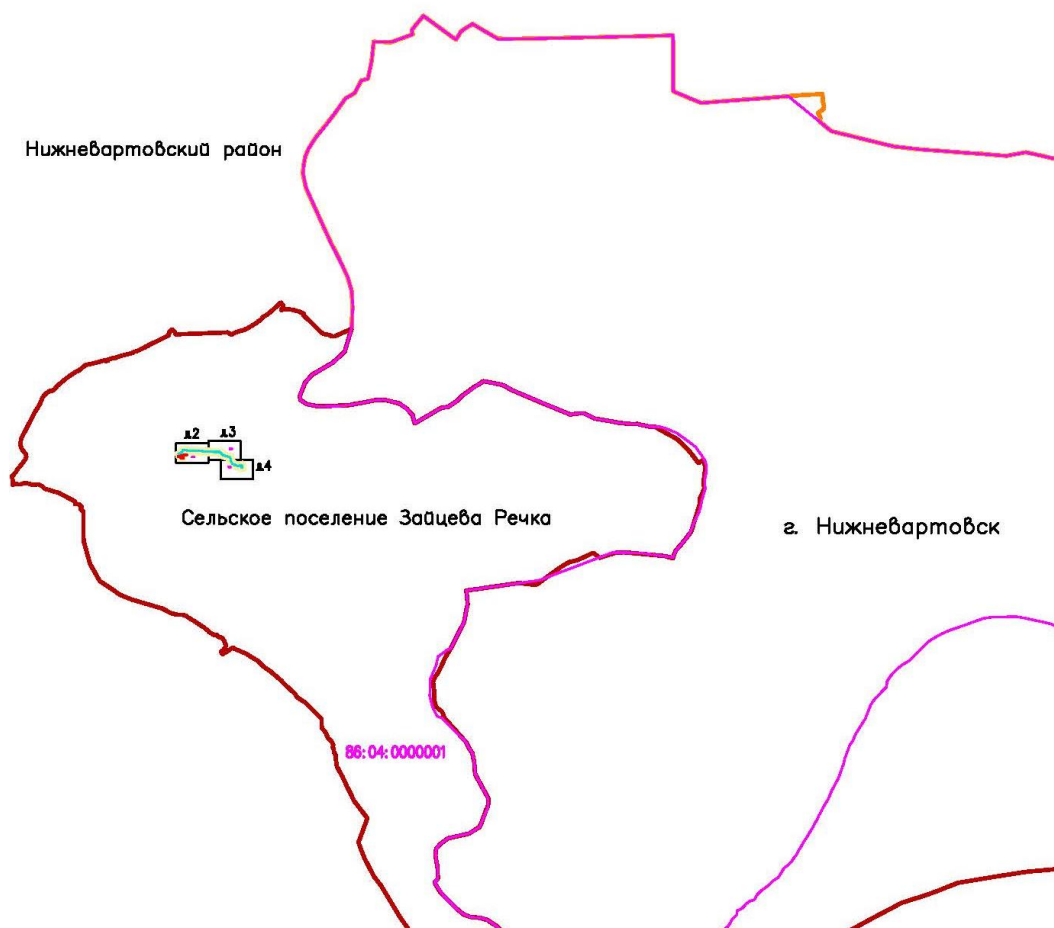 Нижневартовский район
л2 л3
л4
Сельское поселение Зайцева Речка
г. Нижневартовск
86:04:0000001